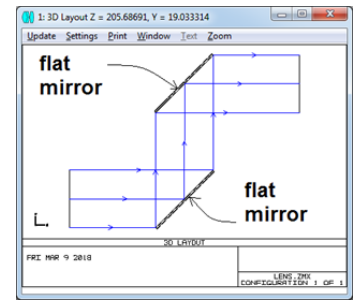 1: 3D Layout Z = 205.68691, Y = 19.033314
Update Settings Print Window Text Zoom
flat
mirror
flat
mirror
3D LAYOUT
FRI MAR 9 2018
LENS.ZMX
CONFIGURATION 1 OF 1